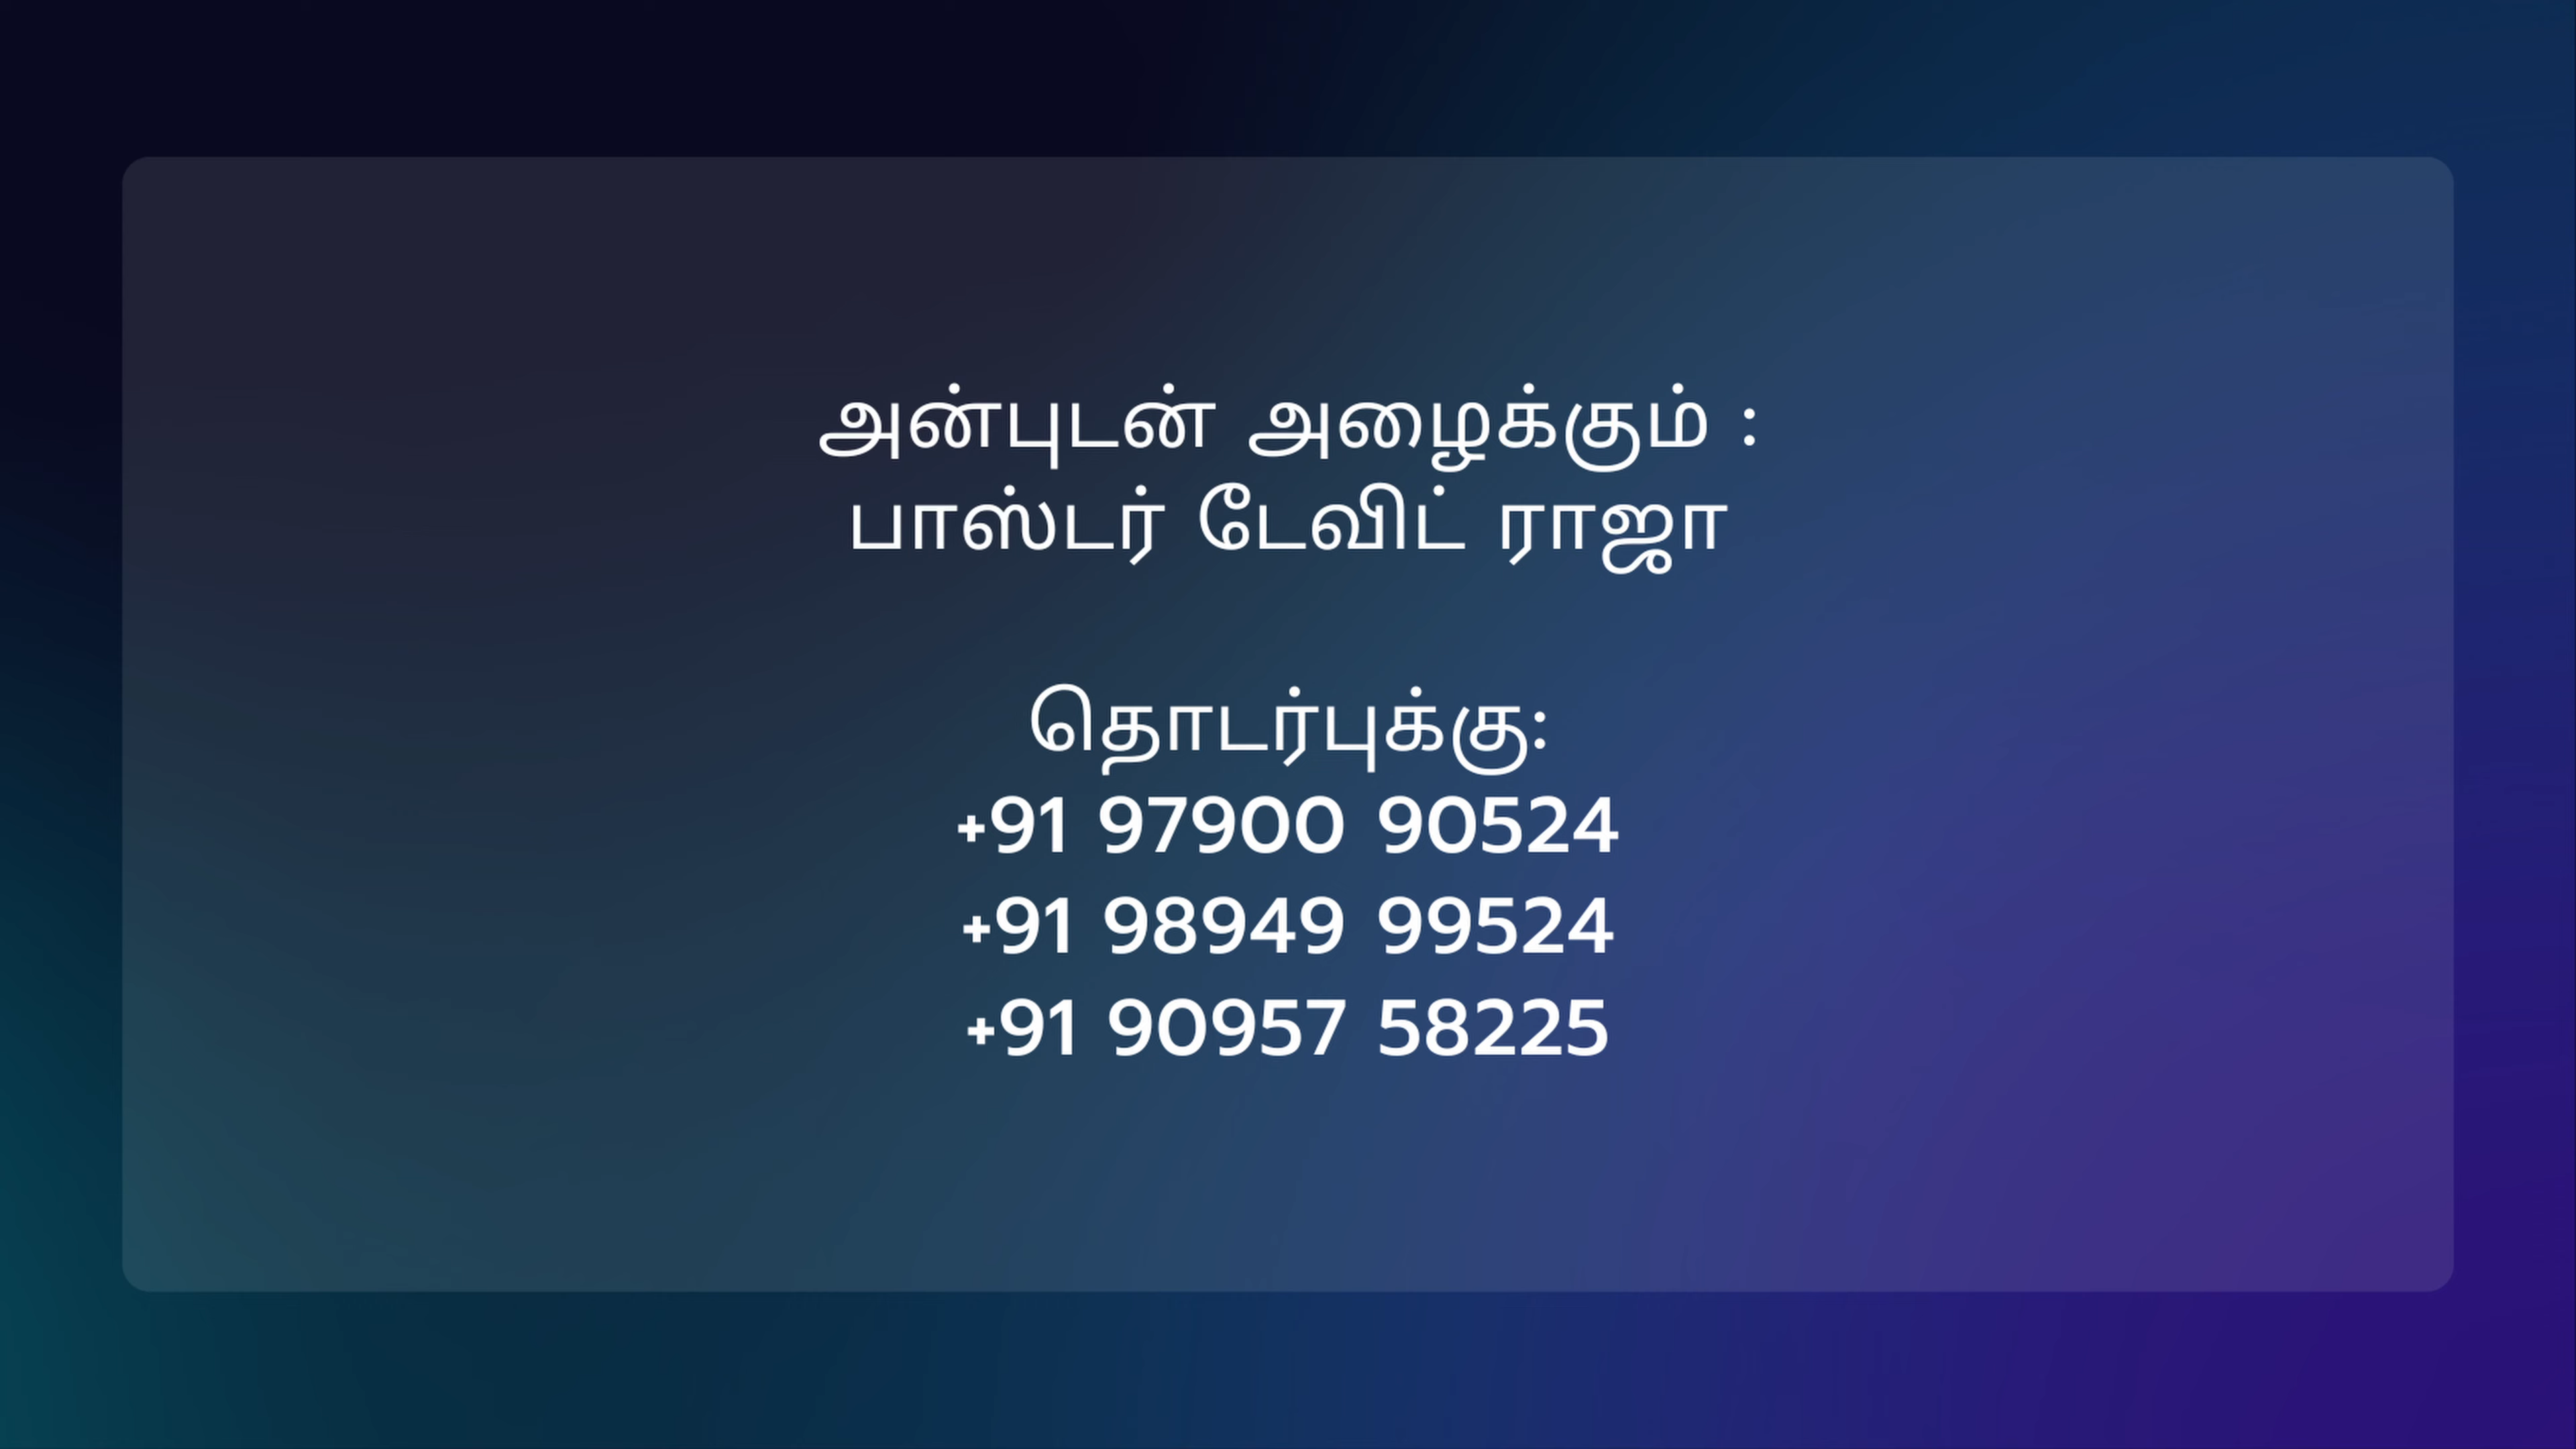 அன்புடன் அழைக்கும் :
பாஸ்டர் டேவிட் ராஜா
தொடர்புக்கு:
+91 97900 90524
+91 98949 99524
+91 90957 58225